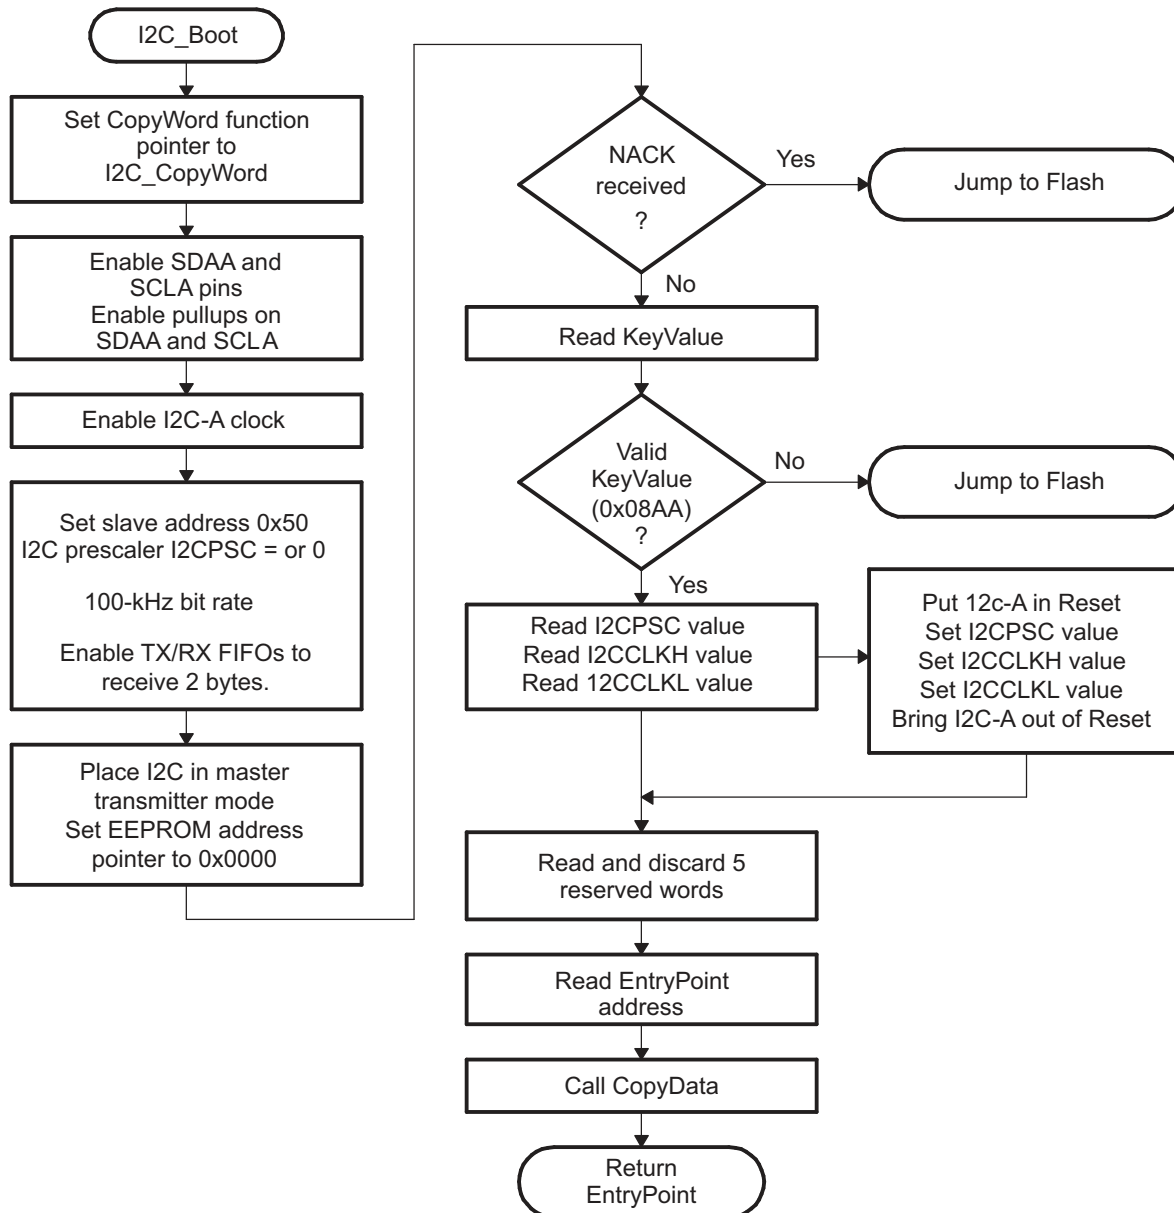 I2C_Boot
Set CopyWord function
pointer to
I2C_CopyWord
Enable SDAA and
SCLA pins
Enable pullups on
SDAA and SCLA
Enable I2C-A clock
Set slave address 0x50
I2C prescaler I2CPSC = or 0
100-kHz bit rate
Enable TX/RX FIFOs to
receive 2 bytes.
Place I2C in master
transmitter mode
Set EEPROM address
pointer to 0x0000
NACK
received
?
Yes
Jump to Flash
No
Read KeyValue
Valid
KeyValue
(0x08AA)
?
No
Jump to Flash
Yes
Read I2CPSC value
Read I2CCLKH value
Read 12CCLKL value
Put 12c-A in Reset
Set I2CPSC value
Set I2CCLKH value
Set I2CCLKL value
Bring I2C-A out of Reset
Read and discard 5
reserved words
Read EntryPoint
address
Call CopyData
Return
EntryPoint